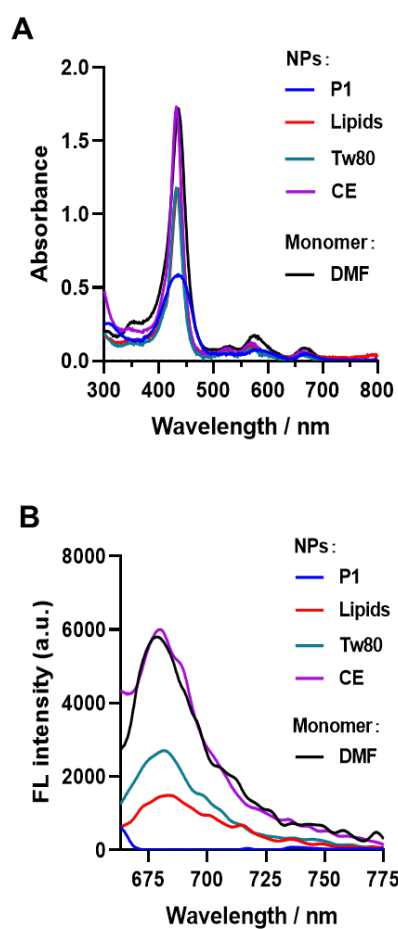 A
NPs:
P1
Lipids
Tw80
CE
Monomer:
DMF
Absorbance
2.0
1.5
1.0
0.5
0.0
300 400 500 600 700 800
Wavelength / nm
B
NPs:
P1
Lipids
Tw80
CE
Monomer:
DMF
FL intensity (a.u.)
8000
6000
4000
2000
0
675 700 725 750 775
Wavelength / nm